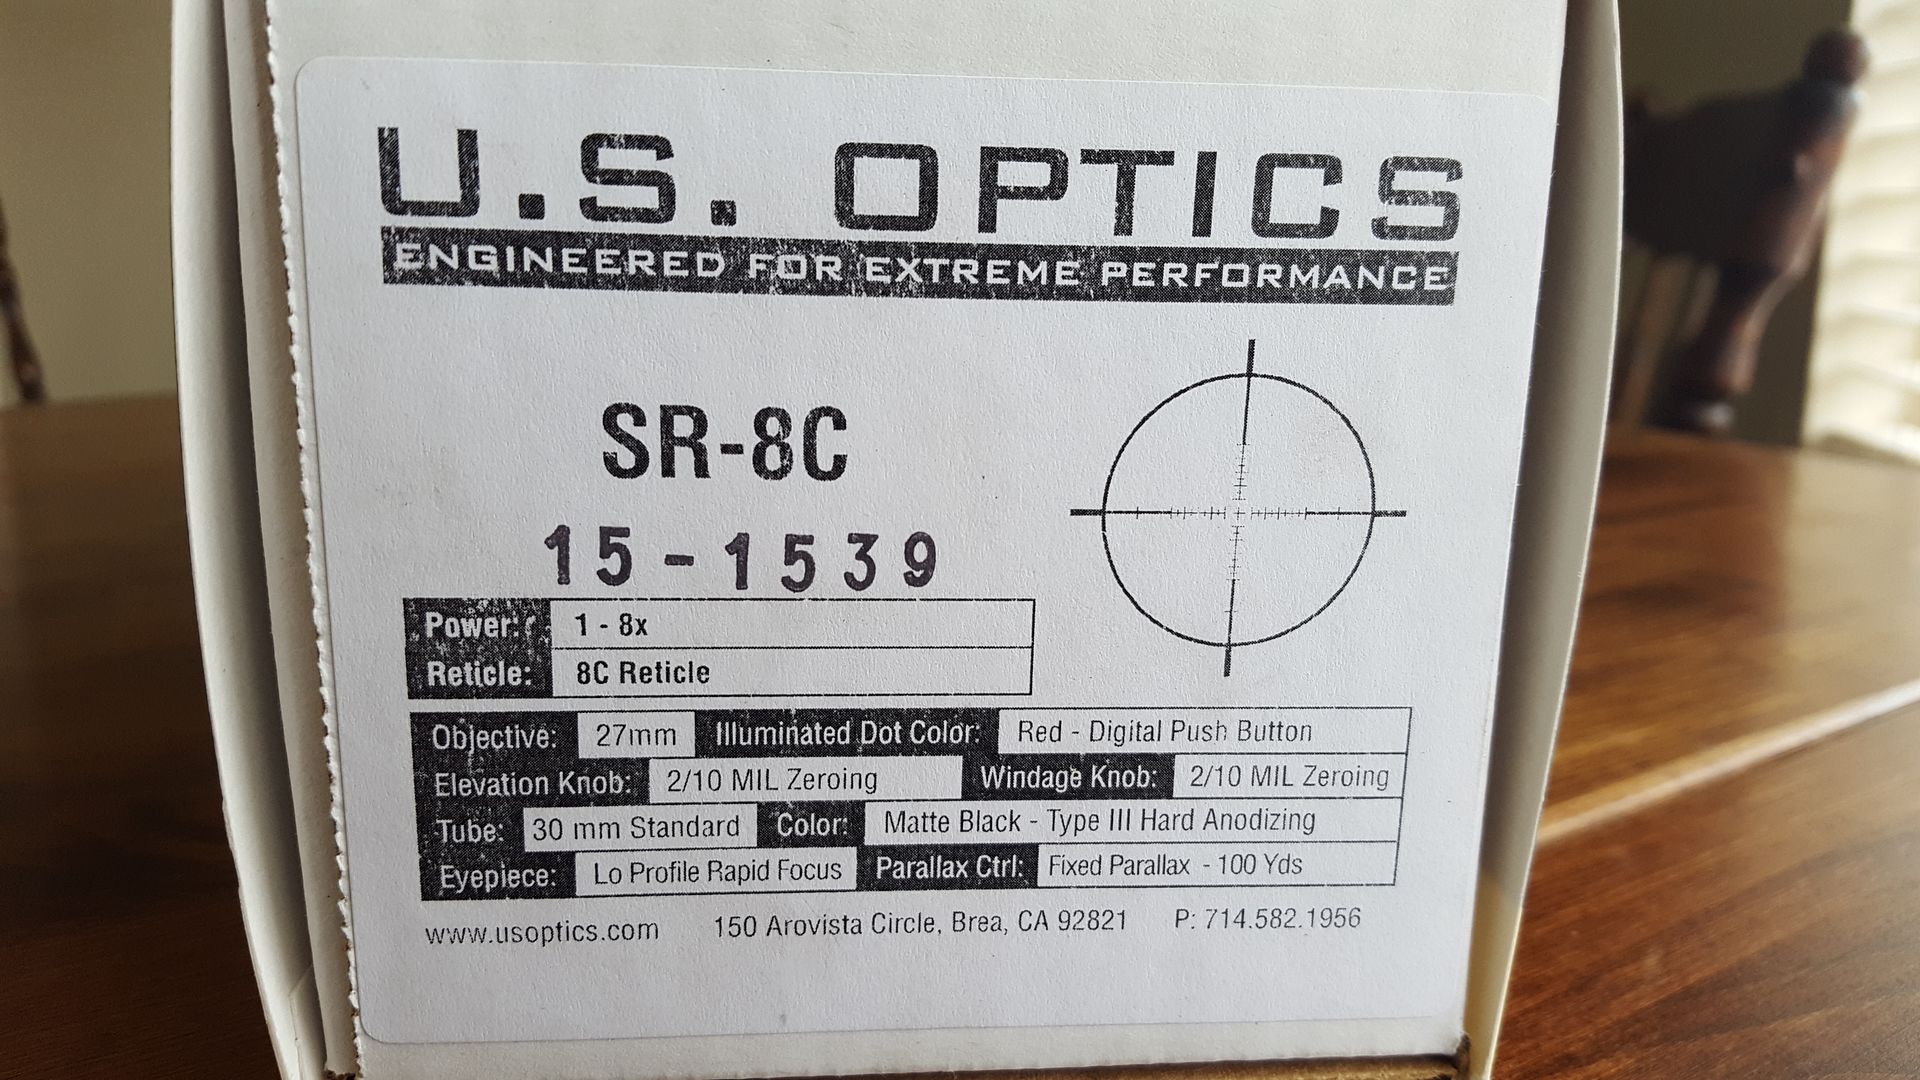 U.S. OPTICS
ENGINEERED FOR EXTREME PERFORMANCE
SR-8C
15-1539
Power: 1 - 8x
Reticle: 8C Reticle
Objective: 27mm Illuminated Dot Color: Red - Digital Push Button
Elevation Knob: 2/10 MIL Zeroing Windage Knob: 2/10 MIL Zeroing
Tube: 30 mm Standard Color: Matte Black - Type III Hard Anodizing
Eyepiece: Lo Profile Rapid Focus Parallax Ctrl: Fixed Parallax - 100 Yds
www.usoptics.com 150 Arovista Circle, Brea, CA 92821 P: 714.582.1956